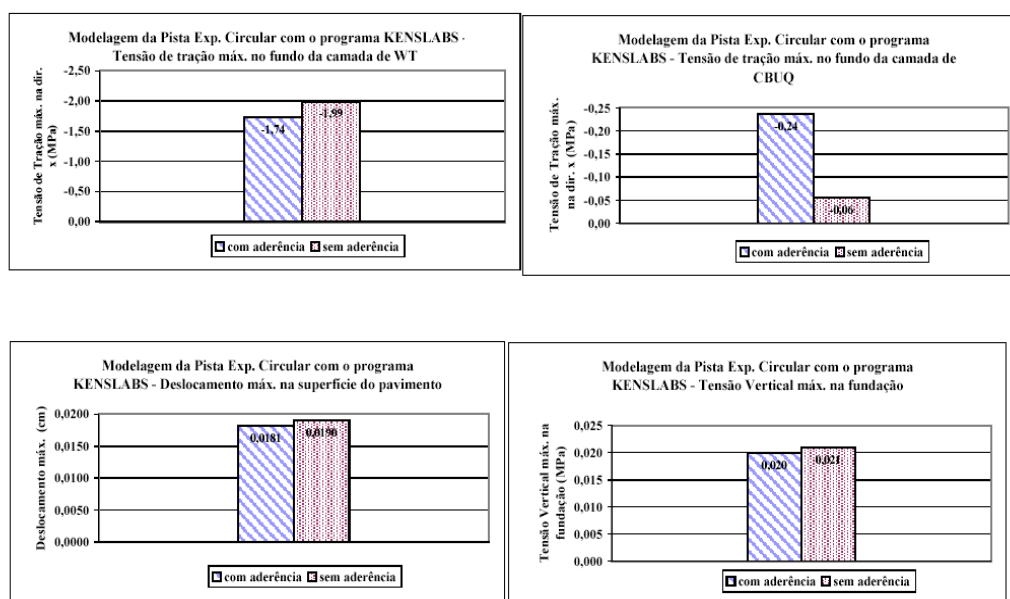 Modelagem da Pista Exp. Circular com o programa KENSLABS -
Tensão de tração máx. no fundo da camada de WT
Tensão de Tração máx. na dir.
x (MPa)
-2,50
-2,00
-1,50
-1,00
-0,50
0,00
-1,74
-1,99
com aderência
sem aderência
Modelagem da Pista Exp. Circular com o programa
KENSLABS - Tensão de tração máx. no fundo da camada de
CBUQ
Tensão de Tração máx.
na dir. x (MPa)
-0,25
-0,20
-0,15
-0,10
-0,05
0,00
-0,24
-0,06
com aderência
sem aderência
Modelagem da Pista Exp. Circular com o programa
KENSLABS - Deslocamento máx. na superfície do pavimento
Deslocamento máx. (cm)
0,0200
0,0150
0,0100
0,0050
0,0000
0,0181
0,0190
com aderência
sem aderência
Modelagem da Pista Exp. Circular com o programa
KENSLABS - Tensão Vertical máx. na fundação
Tensão Vertical máx. na
fundação (MPa)
0,025
0,020
0,015
0,010
0,005
0,000
0,020
0,021
com aderência
sem aderência